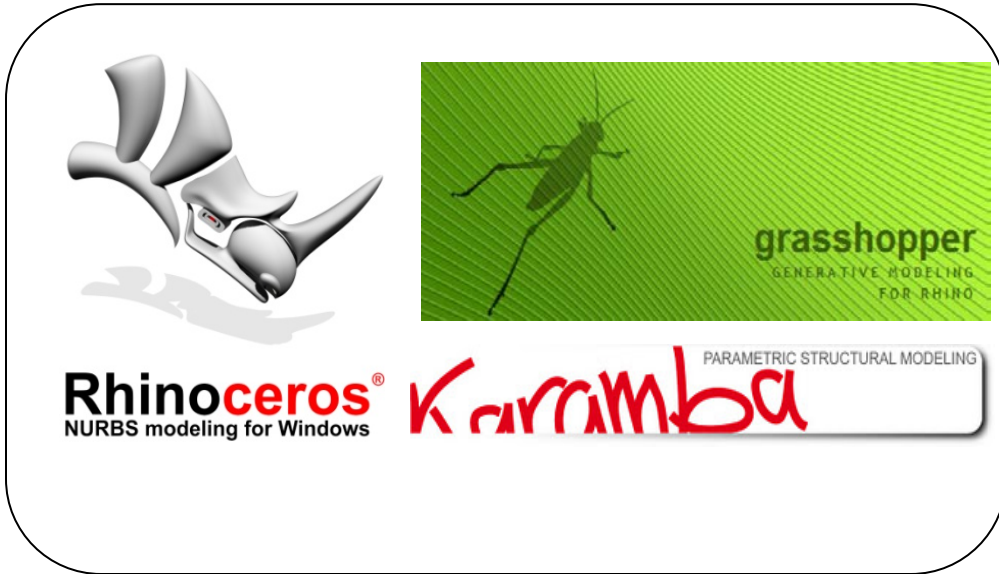 grasshopper
GENERATIVE MODELING
FOR RHINO
Rhinoceros®
NURBS modeling for Windows
PARAMETRIC STRUCTURAL MODELING
Karamba